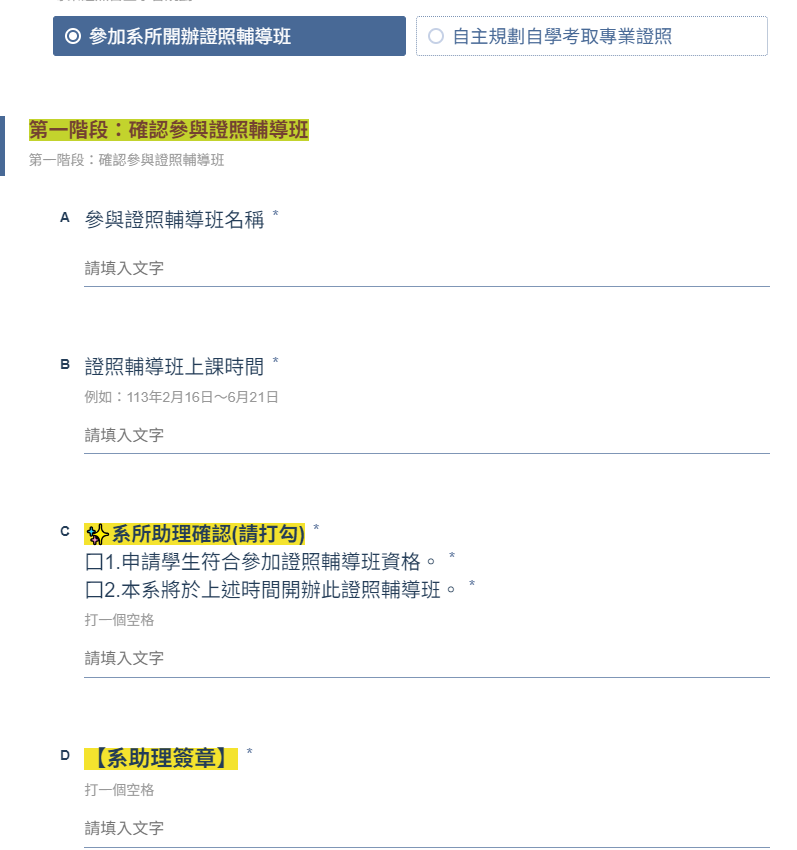 參加系所開辦證照輔導班
自主規劃自學考取專業證照
第一階段：確認參與證照輔導班
第一階段：確認參與證照輔導班
A 參與證照輔導班名稱 *
請填入文字
B 證照輔導班上課時間 *
例如：113年2月16日～6月21日
請填入文字
C ✨系所助理確認(請打勾) *
囗1.申請學生符合參加證照輔導班資格。 *
囗2.本系將於上述時間開辦此證照輔導班。 *
打一個空格
請填入文字
D 【系助理簽章】 *
打一個空格
請填入文字